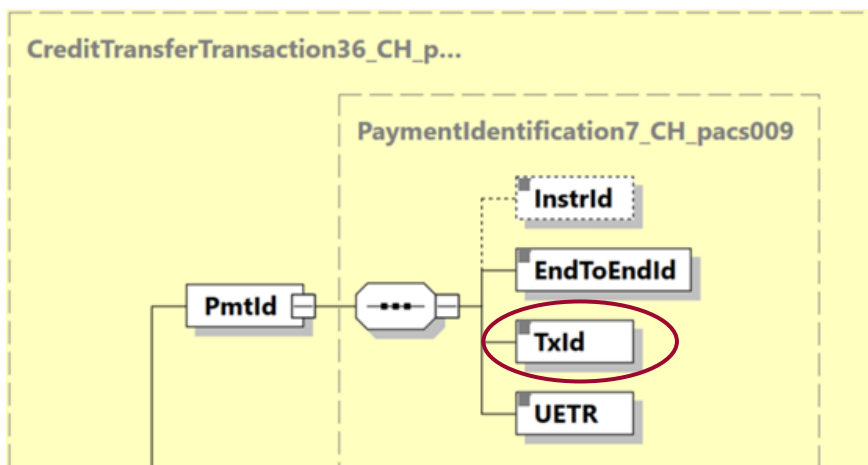 CreditTransferTransaction36_CH_p...
PaymentIdentification7_CH_pacs009
InstrId
EndToEndId
PmtId
TxId
UETR